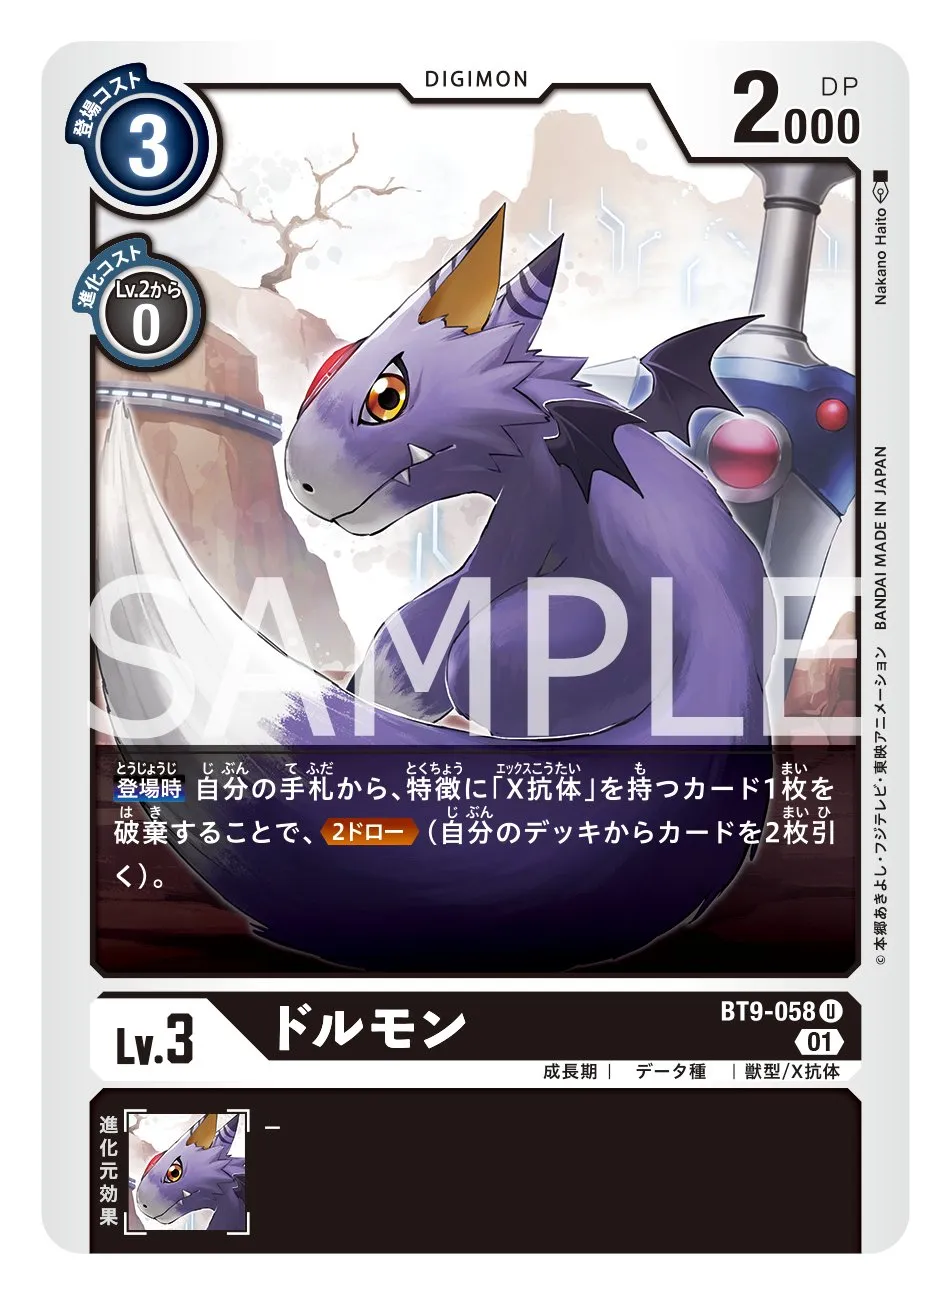 DIGIMON
登場コスト
3
DP
2000
進化コスト
Lv.2から
0
Nakano Haito
BANDAI MADE IN JAPAN
©本郷あきよし・フジテレビ・東映アニメーション
SAMPLE
登場時 自分の手札から、特徴に「X抗体」を持つカード1枚を
破棄することで、2ドロー（自分のデッキからカードを2枚引
く）。
Lv.3
ドルモン
BT9-058 U
01
成長期 | データ種 | 獣型/X抗体
進化元効果
–